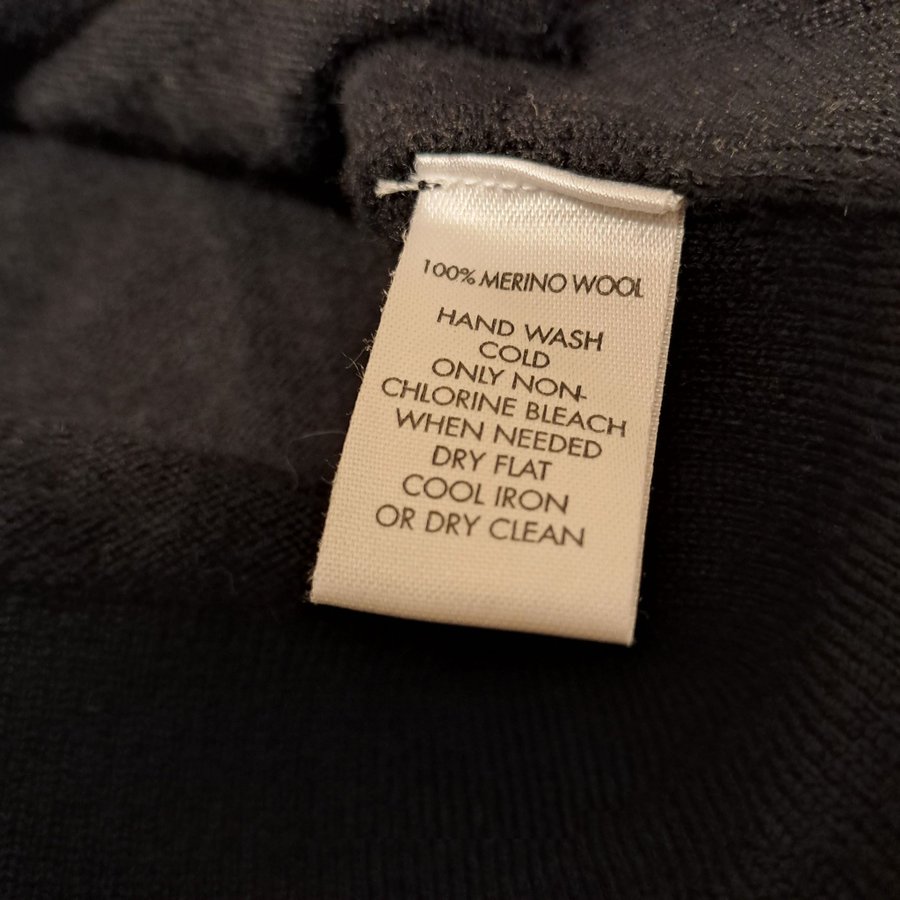 100% MERINO WOOL
HAND WASH
COLD
ONLY NON-
CHLORINE BLEACH
WHEN NEEDED
DRY FLAT
COOL IRON
OR DRY CLEAN